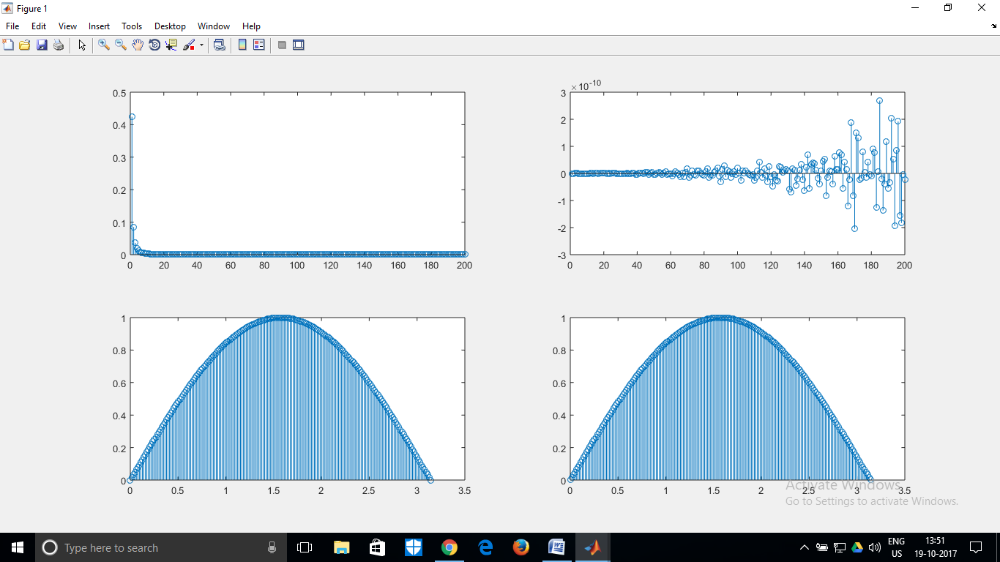 Figure 1
File Edit View Insert Tools Desktop Window Help
0.5
0.4
0.3
0.2
0.1
0
0 20 40 60 80 100 120 140 160 180 200
×10-10
3
2
1
0
-1
-2
-3
0 20 40 60 80 100 120 140 160 180 200
1
0.8
0.6
0.4
0.2
0
0 0.5 1 1.5 2 2.5 3 3.5
1
0.8
0.6
0.4
0.2
0
0 0.5 1 1.5 2 2.5 3 3.5
Activate Windows
Go to Settings to activate Windows.
Type here to search
ENG
US
13:51
19-10-2017